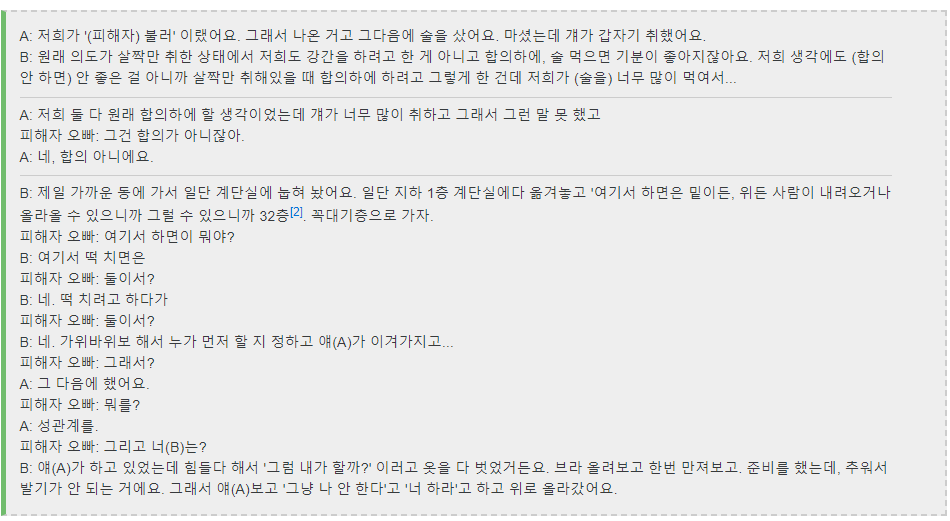 A: 저희가 '(피해자) 불러' 이랬어요. 그래서 나온 거고 그다음에 술을 샀어요. 마셨는데 걔가 갑자기 취했어요.
B: 원래 의도가 살짝만 취한 상태에서 저희도 강간을 하려고 한 게 아니고 합의하에, 술 먹으면 기분이 좋아지잖아요. 저희 생각에도 (합의
안 하면) 안 좋은 걸 아니까 살짝만 취해있을 때 합의하에 하려고 그렇게 한 건데 저희가 (술을) 너무 많이 먹여서...
A: 저희 둘 다 원래 합의하에 할 생각이었는데 걔가 너무 많이 취하고 그래서 그런 말 못 했고
피해자 오빠: 그건 합의가 아니잖아.
A: 네, 합의 아니에요.
B: 제일 가까운 동에 가서 일단 계단실에 눕혀 놨어요. 일단 지하 1층 계단실에다 옮겨놓고 '여기서 하면은 밑이든, 위든 사람이 내려오거나
올라올 수 있으니까 그럴 수 있으니까 32층[2]. 꼭대기층으로 가자.
피해자 오빠: 여기서 하면이 뭐야?
B: 여기서 떡 치면은
피해자 오빠: 둘이서?
B: 네. 떡 치려고 하다가
피해자 오빠: 둘이서?
B: 네. 가위바위보 해서 누가 먼저 할 지 정하고 얘(A)가 이겨가지고...
피해자 오빠: 그래서?
A: 그 다음에 했어요.
피해자 오빠: 뭐를?
A: 성관계를.
피해자 오빠: 그리고 너(B)는?
B: 얘(A)가 하고 있었는데 힘들다 해서 '그럼 내가 할까?' 이러고 옷을 다 벗었거든요. 브라 올려보고 한번 만져보고. 준비를 했는데, 추워서
발기가 안 되는 거에요. 그래서 얘(A)보고 '그냥 나 안 한다'고 '너 하라'고 하고 위로 올라갔어요.